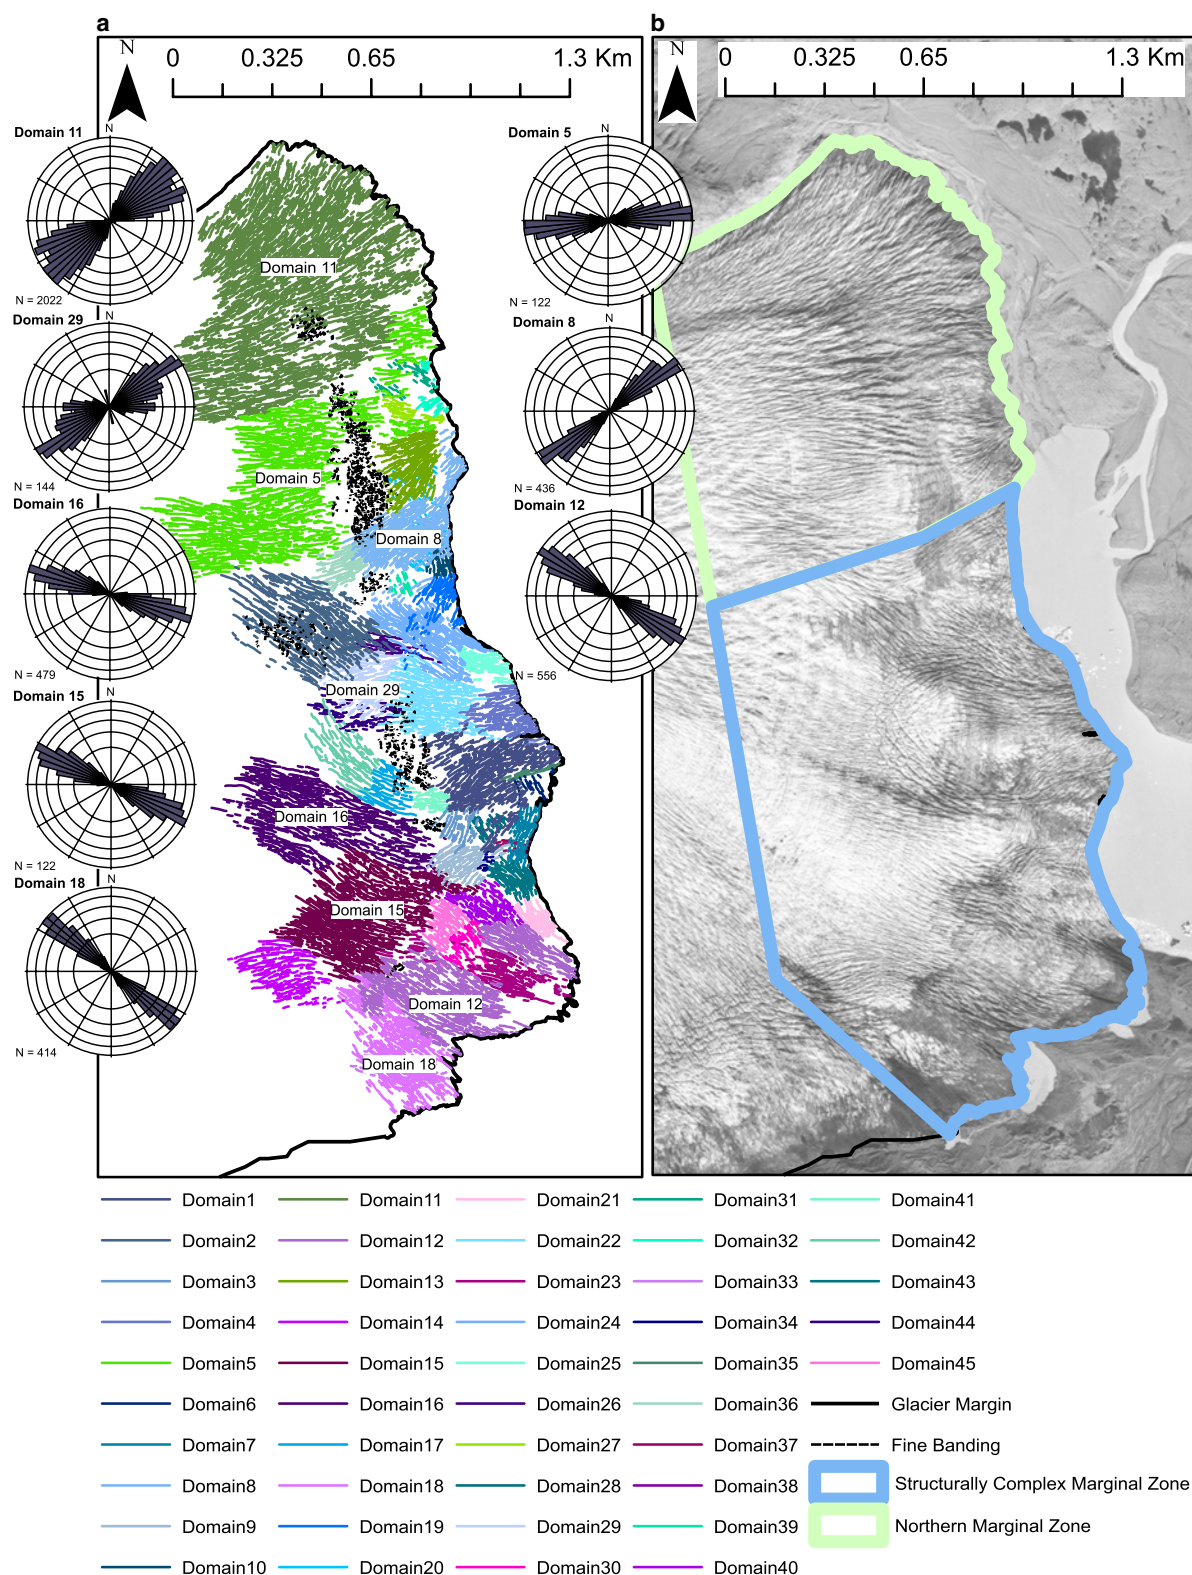 a
b
N
0 0.325 0.65 1.3 Km
N
0 0.325 0.65 1.3 Km
Domain 11
N
N = 2022
Domain 29
N
N = 144
Domain 16
N
N = 479
Domain 15
N
N = 122
Domain 18
N
N = 414
Domain 5
N
N = 122
Domain 8
N
N = 436
Domain 12
N
N = 556
Domain 11
Domain 5
Domain 8
Domain 29
Domain 16
Domain 15
Domain 12
Domain 18
Domain1 Domain11 Domain21 Domain31 Domain41
Domain2 Domain12 Domain22 Domain32 Domain42
Domain3 Domain13 Domain23 Domain33 Domain43
Domain4 Domain14 Domain24 Domain34 Domain44
Domain5 Domain15 Domain25 Domain35 Domain45
Domain6 Domain16 Domain26 Domain36 Glacier Margin
Domain7 Domain17 Domain27 Domain37 Fine Banding
Domain8 Domain18 Domain28 Domain38 Structurally Complex Marginal Zone
Domain9 Domain19 Domain29 Domain39 Northern Marginal Zone
Domain10 Domain20 Domain30 Domain40